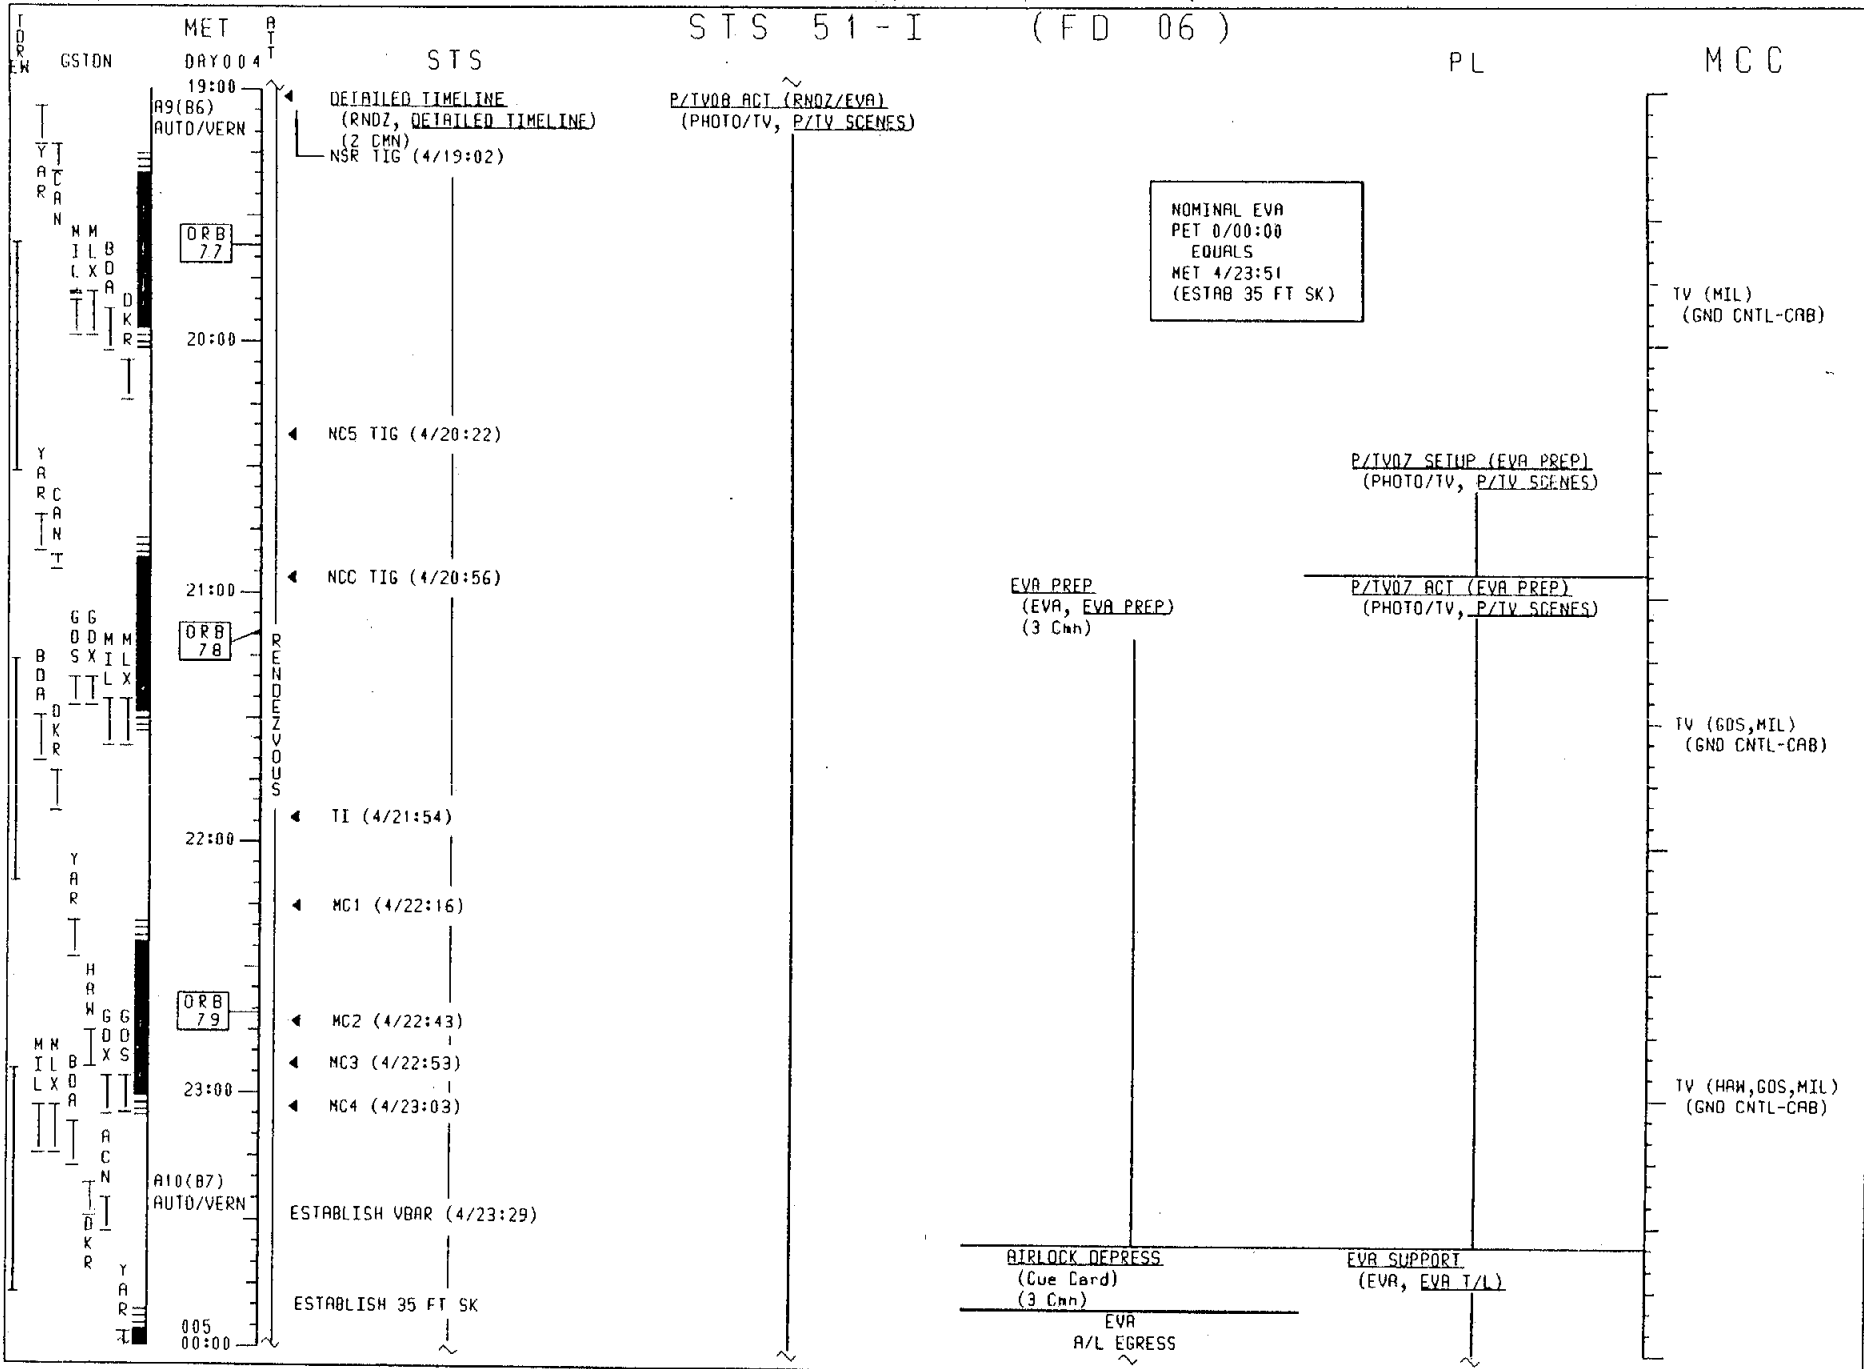 STS 51-I (FD 06)
TDRE
EW
GSTDN
MET
DAY004
ATT
STS
PL
MCC
19:00
A9(B6)
AUTO/VERN
DETAILED TIMELINE
(RNDZ, DETAILED TIMELINE)
(2 CMN)
NSR TIG (4/19:02)
P/TV08 ACT (RNDZ/EVA)
(PHOTO/TV, P/TV SCENES)
YAR
CAN
MIL
MLX
BDA
DKR
ORB
77
NOMINAL EVA
PET 0/00:00
EQUALS
MET 4/23:51
(ESTAB 35 FT SK)
TV (MIL)
(GND CNTL-CAB)
20:00
NC5 TIG (4/20:22)
YAR
CAN
P/TV07 SETUP (EVA PREP)
(PHOTO/TV, P/TV SCENES)
NCC TIG (4/20:56)
21:00
EVA PREP
(EVA, EVA PREP)
(3 Cmn)
P/TV07 ACT (EVA PREP)
(PHOTO/TV, P/TV SCENES)
GDS
GDX
MIL
MLX
BDA
DKR
ORB
78
RENDEZVOUS
TV (GDS,MIL)
(GND CNTL-CAB)
TI (4/21:54)
22:00
YAR
MC1 (4/22:16)
HAW
GDX
GDS
ORB
79
MC2 (4/22:43)
MIL
MLX
BDA
MC3 (4/22:53)
23:00
MC4 (4/23:03)
TV (HAW,GDS,MIL)
(GND CNTL-CAB)
ACN
DKR
A10(B7)
AUTO/VERN
ESTABLISH VBAR (4/23:29)
YAR
AIRLOCK DEPRESS
(Cue Card)
(3 Cmn)
EVA SUPPORT
(EVA, EVA T/L)
ESTABLISH 35 FT SK
EVA
A/L EGRESS
005
00:00